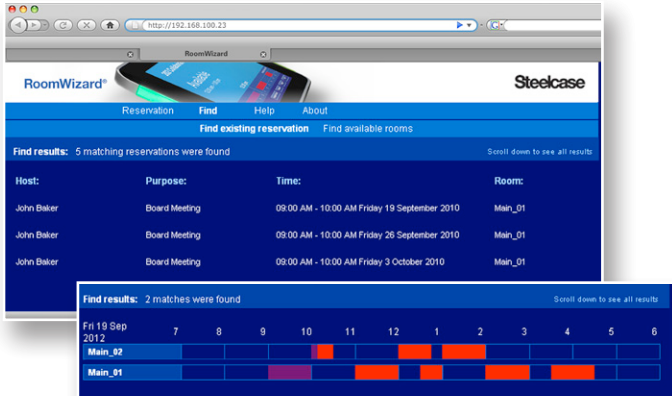 http://192.168.100.23
RoomWizard
RoomWizard®
Steelcase
Reservation Find Help About
Find existing reservation Find available rooms
Find results: 5 matching reservations were found Scroll down to see all results
Host: Purpose: Time: Room:
John Baker Board Meeting 09:00 AM - 10:00 AM Friday 19 September 2010 Main_01
John Baker Board Meeting 09:00 AM - 10:00 AM Friday 26 September 2010 Main_01
John Baker Board Meeting 09:00 AM - 10:00 AM Friday 3 October 2010 Main_01
Find results: 2 matches were found Scroll down to see all results
Fri 19 Sep 7 8 9 10 11 12 1 2 3 4 5 6
2012
Main_02
Main_01